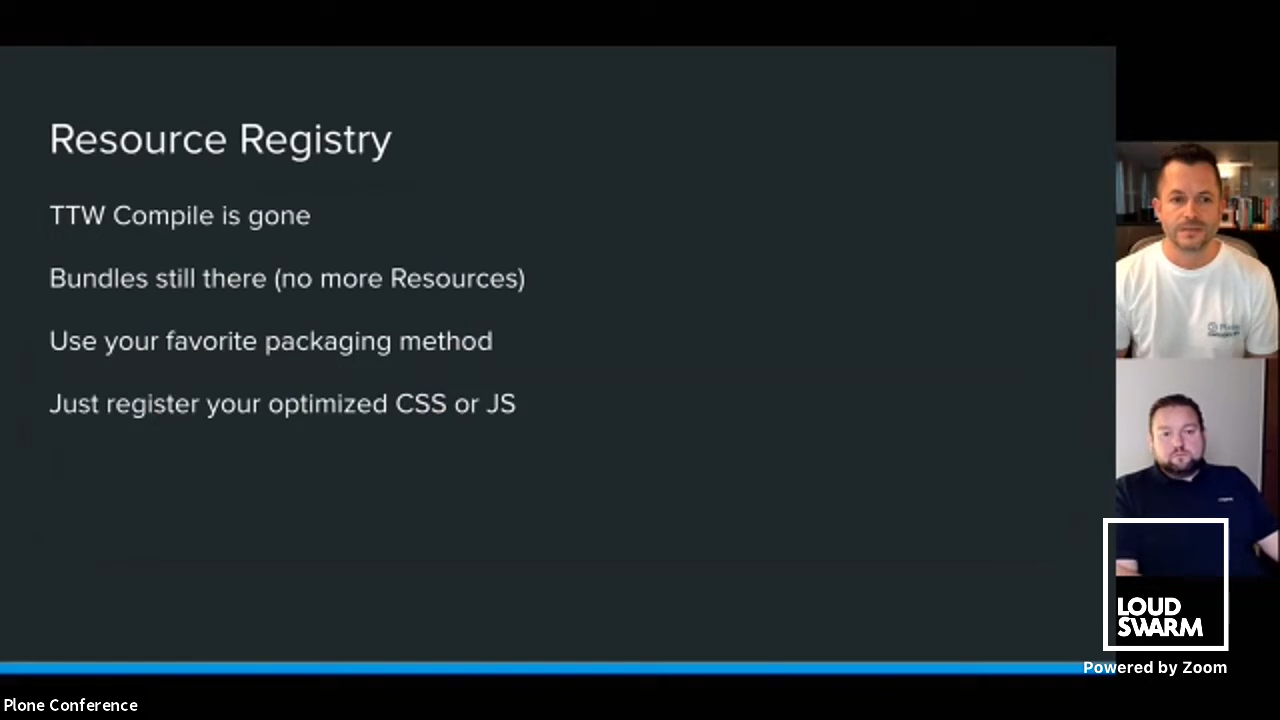 Resource Registry
TTW Compile is gone
Bundles still there (no more Resources)
Use your favorite packaging method
Just register your optimized CSS or JS
LOUD
SWARM
Powered by Zoom
Plone Conference